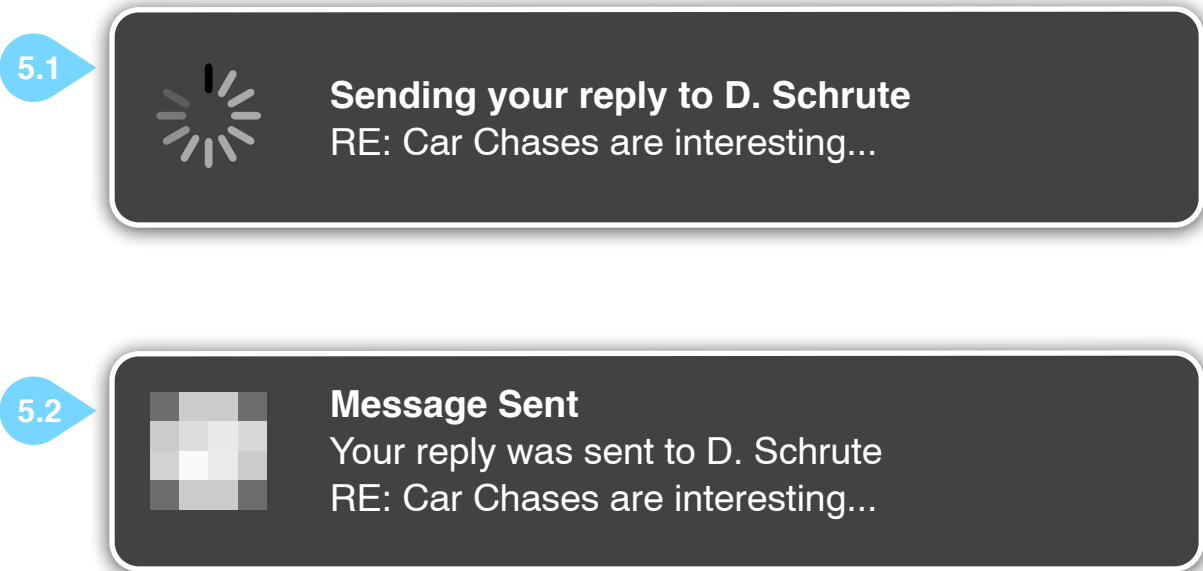 5.1
Sending your reply to D. Schrute
RE: Car Chases are interesting...
5.2
Message Sent
Your reply was sent to D. Schrute
RE: Car Chases are interesting...